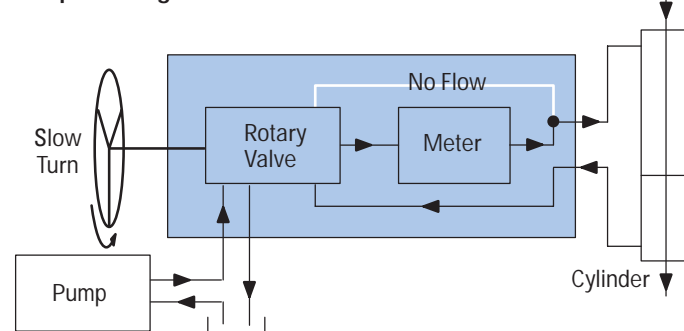 No Flow
Slow
Turn
Rotary
Valve
Meter
Cylinder
Pump